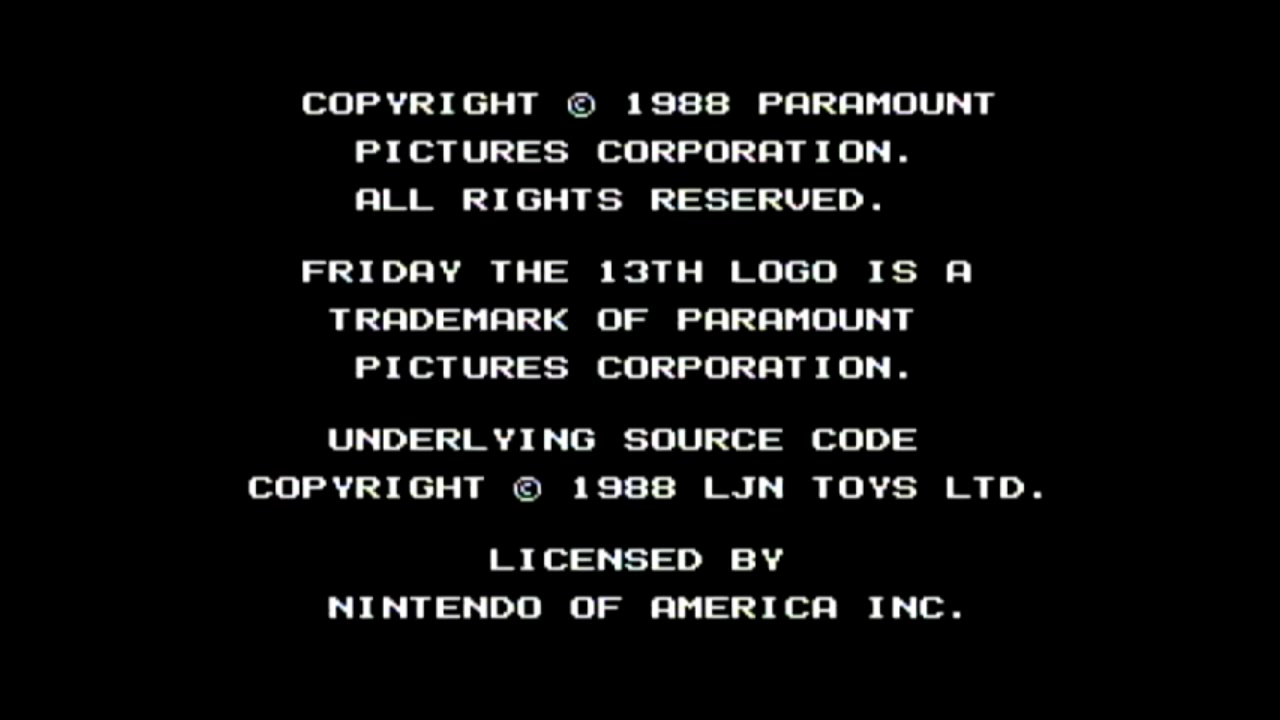 COPYRIGHT © 1988 PARAMOUNT
PICTURES CORPORATION.
ALL RIGHTS RESERVED.
FRIDAY THE 13TH LOGO IS A
TRADEMARK OF PARAMOUNT
PICTURES CORPORATION.
UNDERLYING SOURCE CODE
COPYRIGHT © 1988 LJN TOYS LTD.
LICENSED BY
NINTENDO OF AMERICA INC.